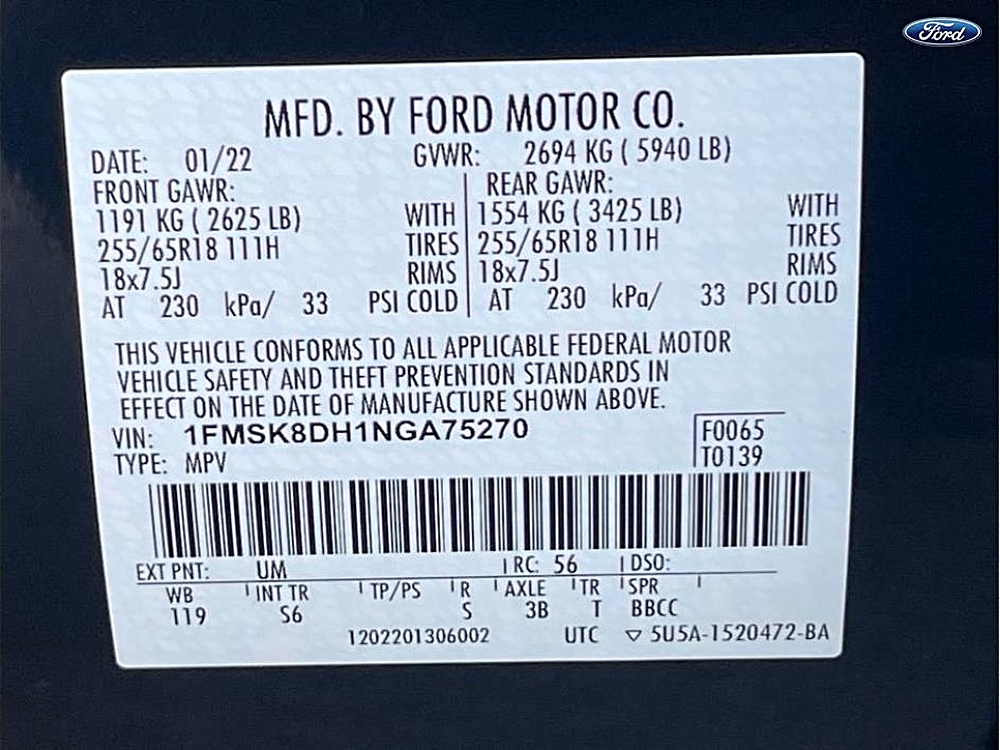 Ford
MFD. BY FORD MOTOR CO.
DATE: 01/22 GVWR: 2694 KG ( 5940 LB)
FRONT GAWR: REAR GAWR:
1191 KG ( 2625 LB) WITH 1554 KG ( 3425 LB) WITH
255/65R18 111H TIRES 255/65R18 111H TIRES
18x7.5J RIMS 18x7.5J RIMS
AT 230 kPa/ 33 PSI COLD AT 230 kPa/ 33 PSI COLD
THIS VEHICLE CONFORMS TO ALL APPLICABLE FEDERAL MOTOR
VEHICLE SAFETY AND THEFT PREVENTION STANDARDS IN
EFFECT ON THE DATE OF MANUFACTURE SHOWN ABOVE.
VIN: 1FMSK8DH1NGA75270 F0065
TYPE: MPV T0139
EXT PNT: UM RC: 56 DSO:
WB INT TR TP/PS R AXLE TR SPR
119 S6 S 3B T BBCC
1202201306002 UTC ▽ 5U5A-1520472-BA